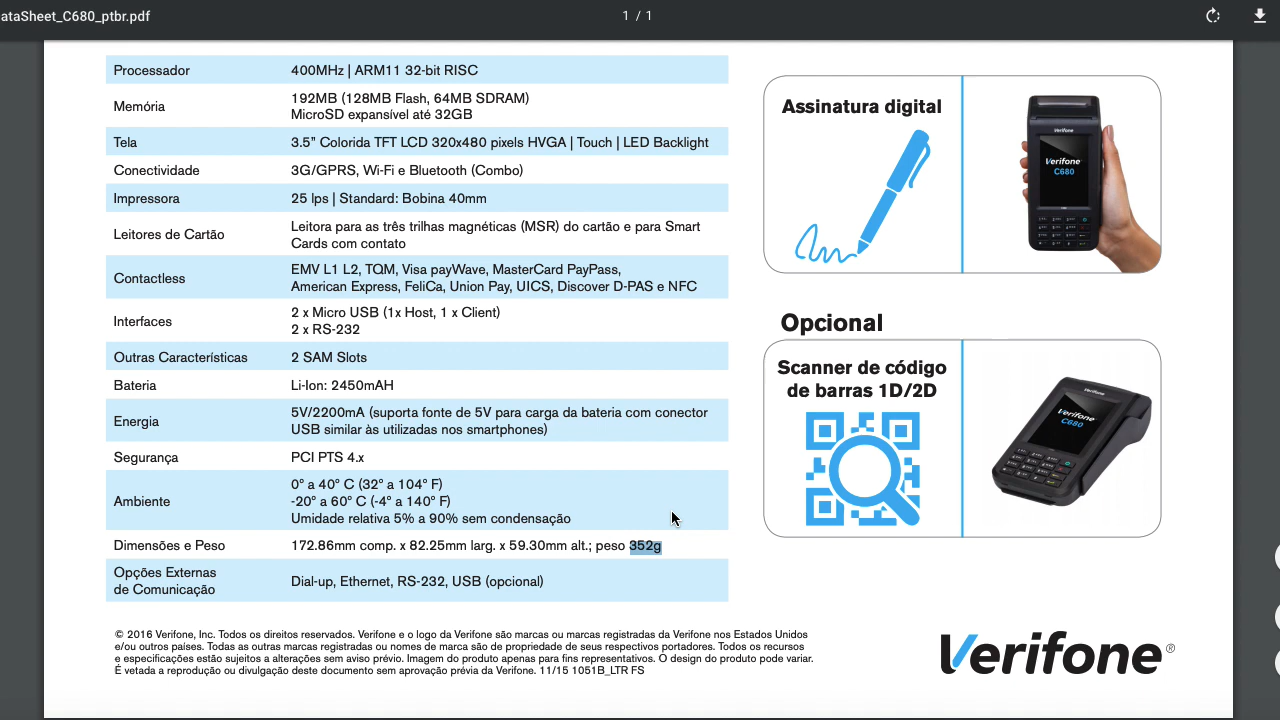 ataSheet_C680_ptbr.pdf
1 / 1
Processador
400MHz | ARM11 32-bit RISC
Memória
192MB (128MB Flash, 64MB SDRAM)
MicroSD expansível até 32GB
Tela
3.5” Colorida TFT LCD 320x480 pixels HVGA | Touch | LED Backlight
Conectividade
3G/GPRS, Wi-Fi e Bluetooth (Combo)
Impressora
25 lps | Standard: Bobina 40mm
Leitores de Cartão
Leitora para as três trilhas magnéticas (MSR) do cartão e para Smart
Cards com contato
Contactless
EMV L1 L2, TQM, Visa payWave, MasterCard PayPass,
American Express, FeliCa, Union Pay, UICS, Discover D-PAS e NFC
Interfaces
2 x Micro USB (1x Host, 1 x Client)
2 x RS-232
Outras Características
2 SAM Slots
Bateria
Li-Ion: 2450mAH
Energia
5V/2200mA (suporta fonte de 5V para carga da bateria com conector
USB similar às utilizadas nos smartphones)
Segurança
PCI PTS 4.x
Ambiente
0º a 40º C (32º a 104º F)
-20º a 60º C (-4º a 140º F)
Umidade relativa 5% a 90% sem condensação
Dimensões e Peso
172.86mm comp. x 82.25mm larg. x 59.30mm alt.; peso 352g
Opções Externas
de Comunicação
Dial-up, Ethernet, RS-232, USB (opcional)
Assinatura digital
Verifone
Verifone
C680
Opcional
Scanner de código
de barras 1D/2D
Verifone
Verifone
C680
© 2016 Verifone, Inc. Todos os direitos reservados. Verifone e o logo da Verifone são marcas ou marcas registradas da Verifone nos Estados Unidos
e/ou outros países. Todas as outras marcas registradas ou nomes de marca são de propriedade de seus respectivos portadores. Todos os recursos
e especificações estão sujeitos a alterações sem aviso prévio. Imagem do produto apenas para fins representativos. O design do produto pode variar.
É vetada a reprodução ou divulgação deste documento sem aprovação prévia da Verifone. 11/15 1051B_LTR FS
Verifone®